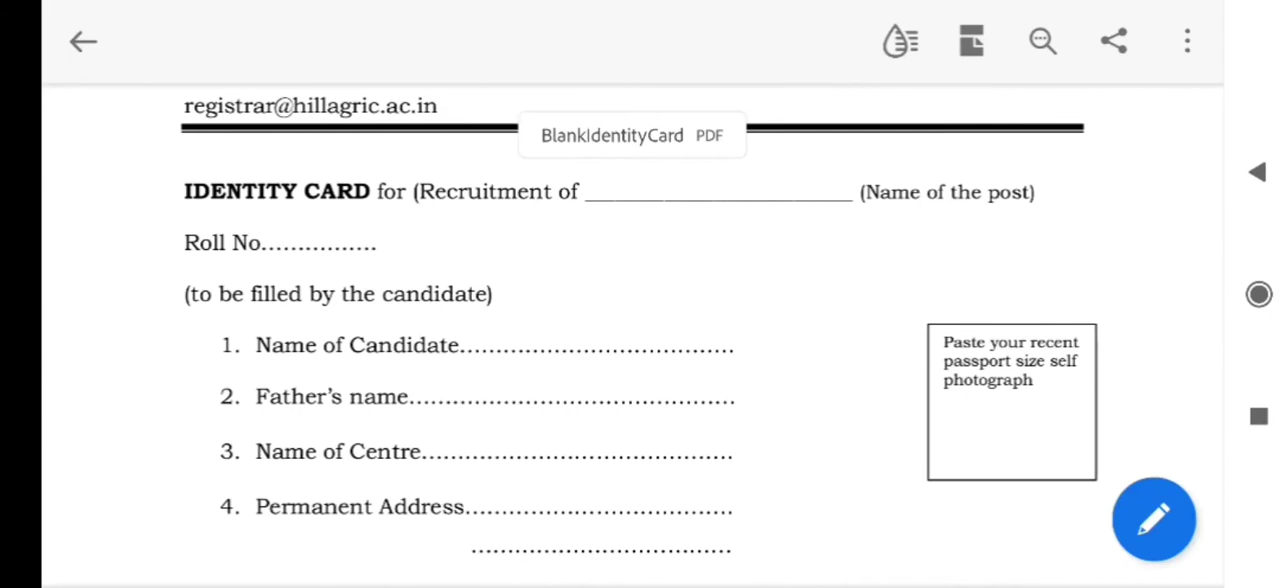 registrar@hillagric.ac.in
BlankIdentityCard PDF
IDENTITY CARD for (Recruitment of ________________________ (Name of the post)
Roll No................
(to be filled by the candidate)
1. Name of Candidate.....................................
2. Father's name............................................
3. Name of Centre..........................................
4. Permanent Address....................................
...................................
Paste your recent
passport size self
photograph